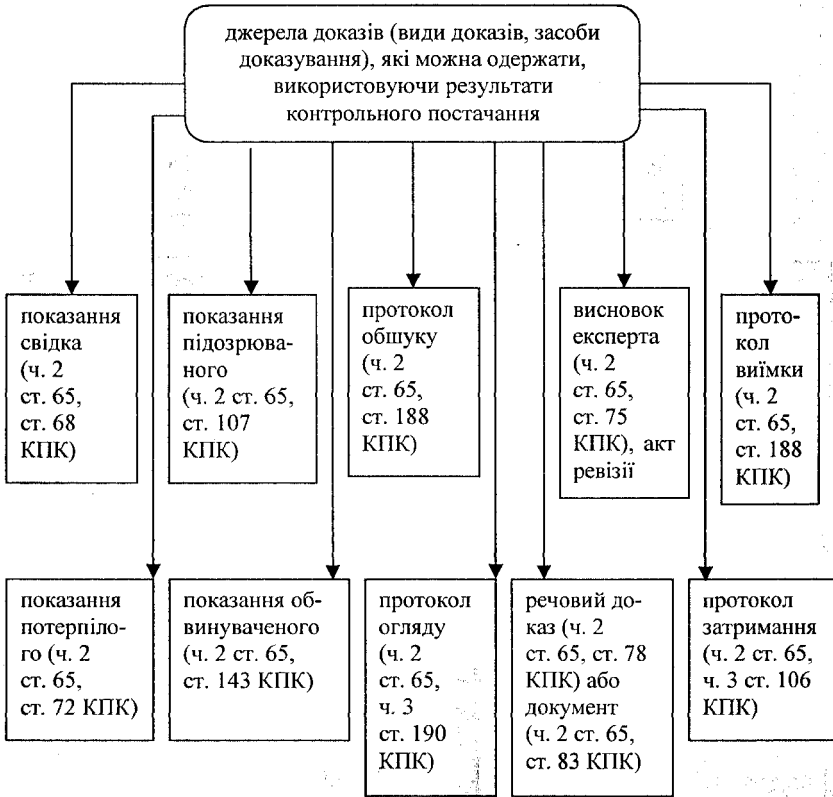 джерела доказів (види доказів, засоби
доказування), які можна одержати,
використовуючи результати
контрольного постачання
показання
свідка
(ч. 2
ст. 65,
ст. 68
КПК)
показання
підозрюва-
ного
(ч. 2 ст. 65,
ст. 107
КПК)
протокол
обшуку
(ч. 2
ст. 65,
ст. 188
КПК)
висновок
експерта
(ч. 2
ст. 65,
ст. 75
КПК), акт
ревізії
прото-
кол
виїмки
(ч. 2
ст. 65,
ст. 188
КПК)
показання
потерпіло-
го (ч. 2
ст. 65,
ст. 72 КПК)
показання об-
винуваченого
(ч. 2 ст. 65,
ст. 143 КПК)
протокол
огляду
(ч. 2
ст. 65,
ч. 3
ст. 190
КПК)
речовий до-
каз (ч. 2
ст. 65, ст. 78
КПК) або
документ
(ч. 2 ст. 65,
ст. 83 КПК)
протокол
затримання
(ч. 2 ст. 65,
ч. 3 ст. 106
КПК)